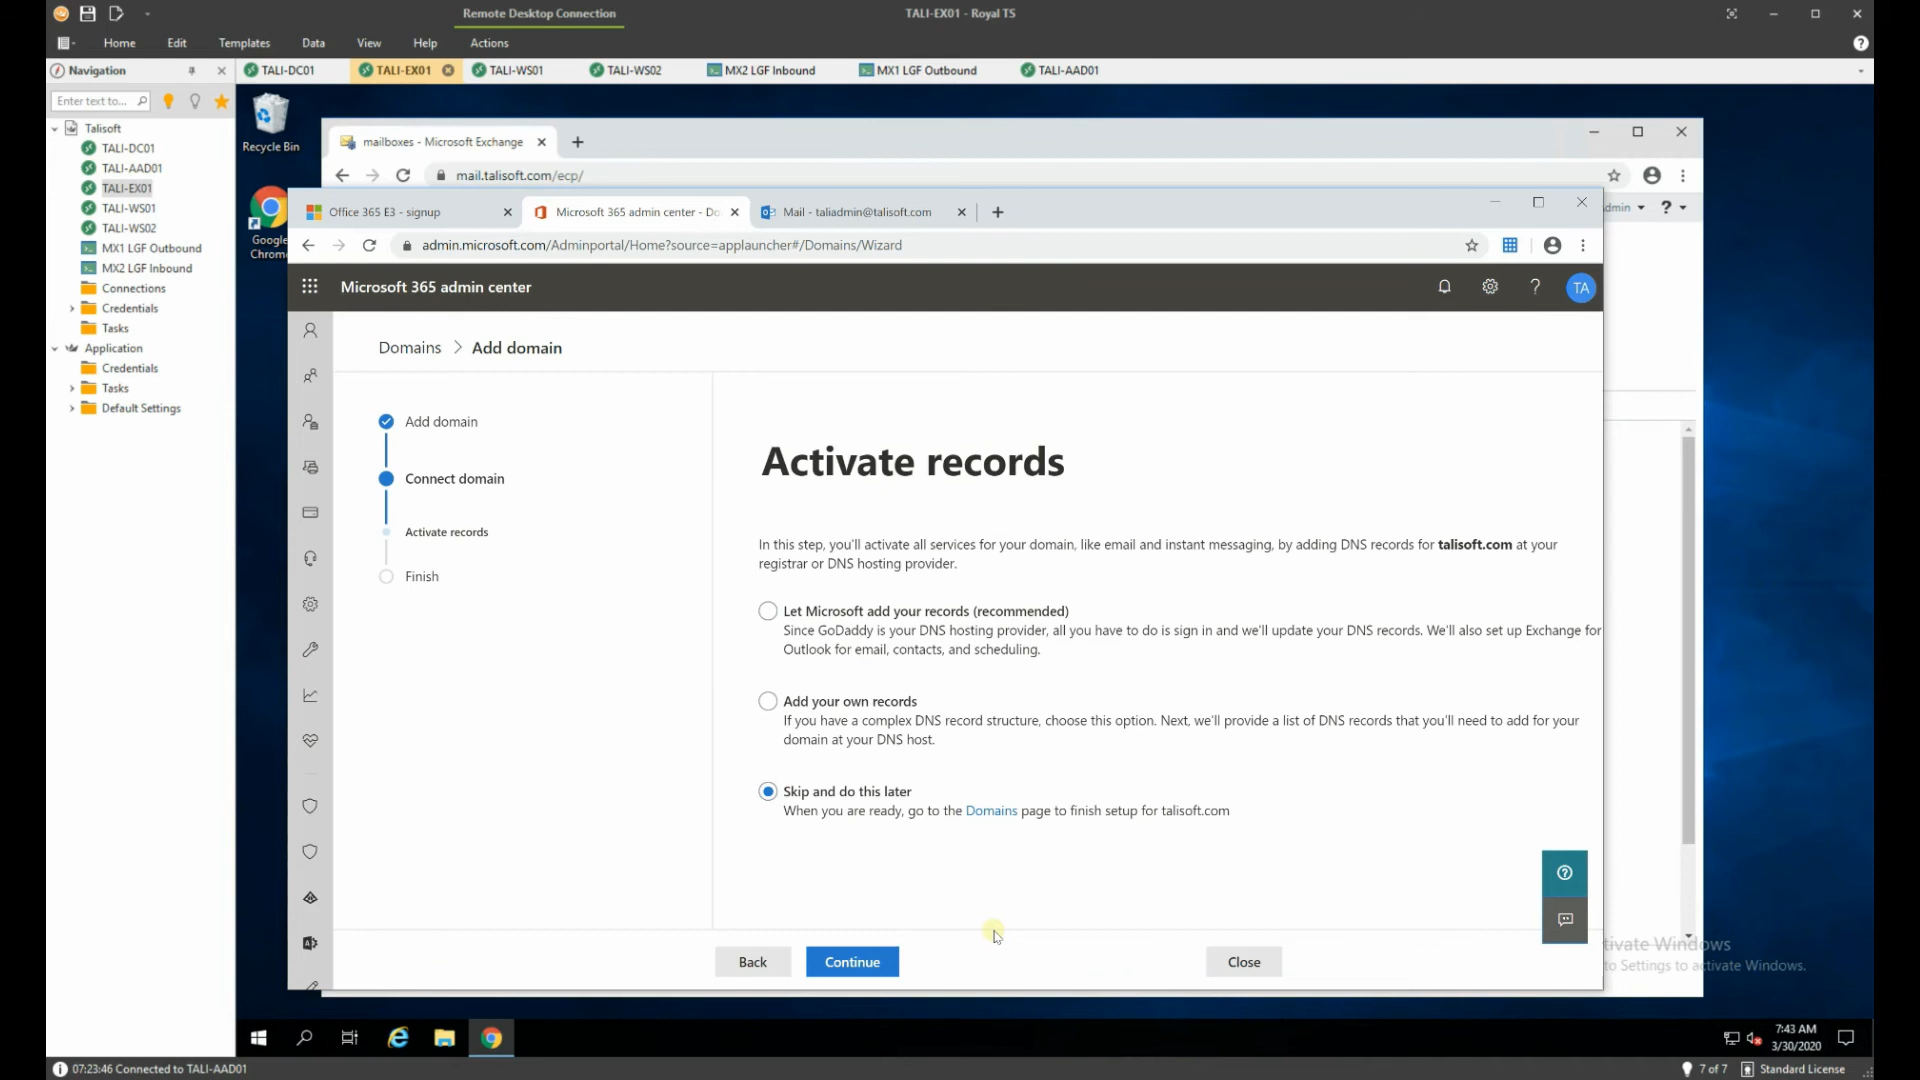 Remote Desktop Connection
TALI-EX01 - Royal TS
Home
Edit
Templates
Data
View
Help
Actions
Navigation
TALI-DC01
TALI-EX01
TALI-WS01
TALI-WS02
MX2 LGF Inbound
MX1 LGF Outbound
TALI-AAD01
Enter text to...
Talisoft
TALI-DC01
TALI-AAD01
TALI-EX01
TALI-WS01
TALI-WS02
MX1 LGF Outbound
MX2 LGF Inbound
Connections
Credentials
Tasks
Application
Credentials
Tasks
Default Settings
Recycle Bin
Google
Chrom
mailboxes - Microsoft Exchange
mail.talisoft.com/ecp/
dmin
Office 365 E3 - signup
Microsoft 365 admin center - Do
Mail - taliadmin@talisoft.com
admin.microsoft.com/Adminportal/Home?source=applauncher#/Domains/Wizard
Microsoft 365 admin center
TA
Domains > Add domain
Add domain
Connect domain
Activate records
Finish
Activate records
In this step, you'll activate all services for your domain, like email and instant messaging, by adding DNS records for talisoft.com at your
registrar or DNS hosting provider.
Let Microsoft add your records (recommended)
Since GoDaddy is your DNS hosting provider, all you have to do is sign in and we'll update your DNS records. We'll also set up Exchange for
Outlook for email, contacts, and scheduling.
Add your own records
If you have a complex DNS record structure, choose this option. Next, we'll provide a list of DNS records that you'll need to add for your
domain at your DNS host.
Skip and do this later
When you are ready, go to the Domains page to finish setup for talisoft.com
Back
Continue
Close
tivate Windows
to Settings to activate Windows.
7:43 AM
3/30/2020
07:23:46 Connected to TALI-AAD01
7 of 7
Standard License